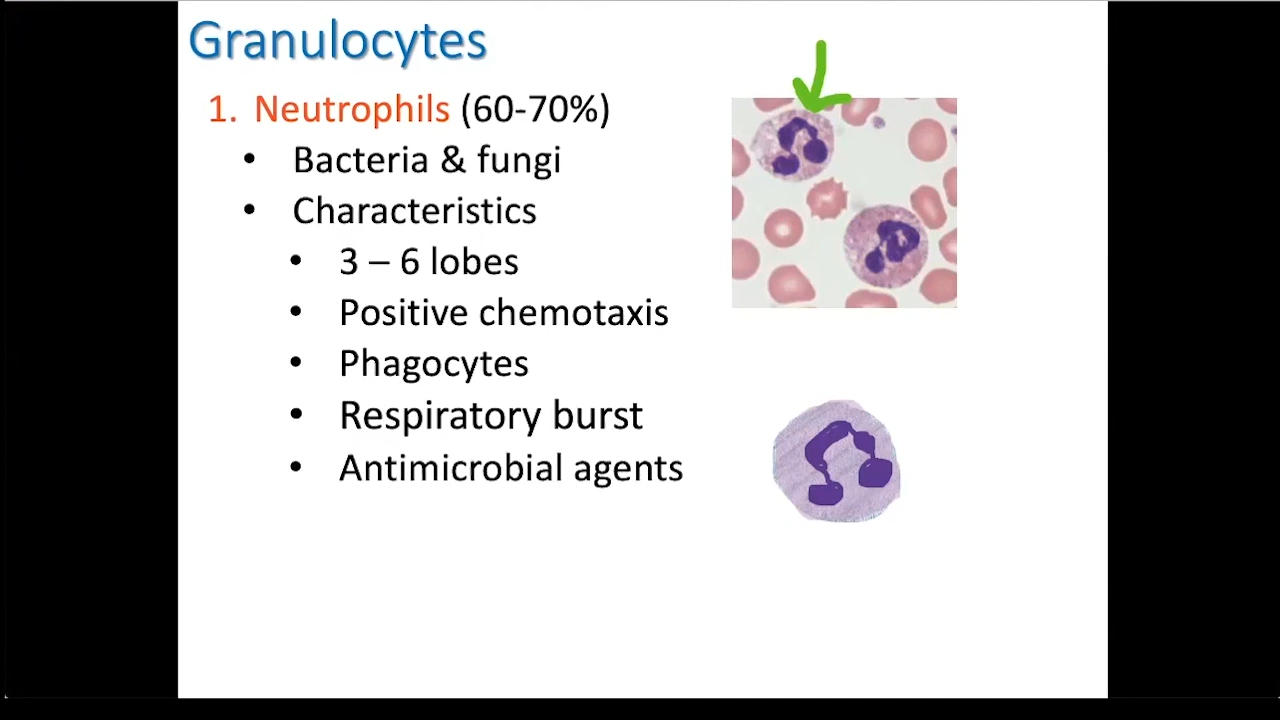 Granulocytes
1. Neutrophils (60-70%)
• Bacteria & fungi
• Characteristics
• 3 – 6 lobes
• Positive chemotaxis
• Phagocytes
• Respiratory burst
• Antimicrobial agents